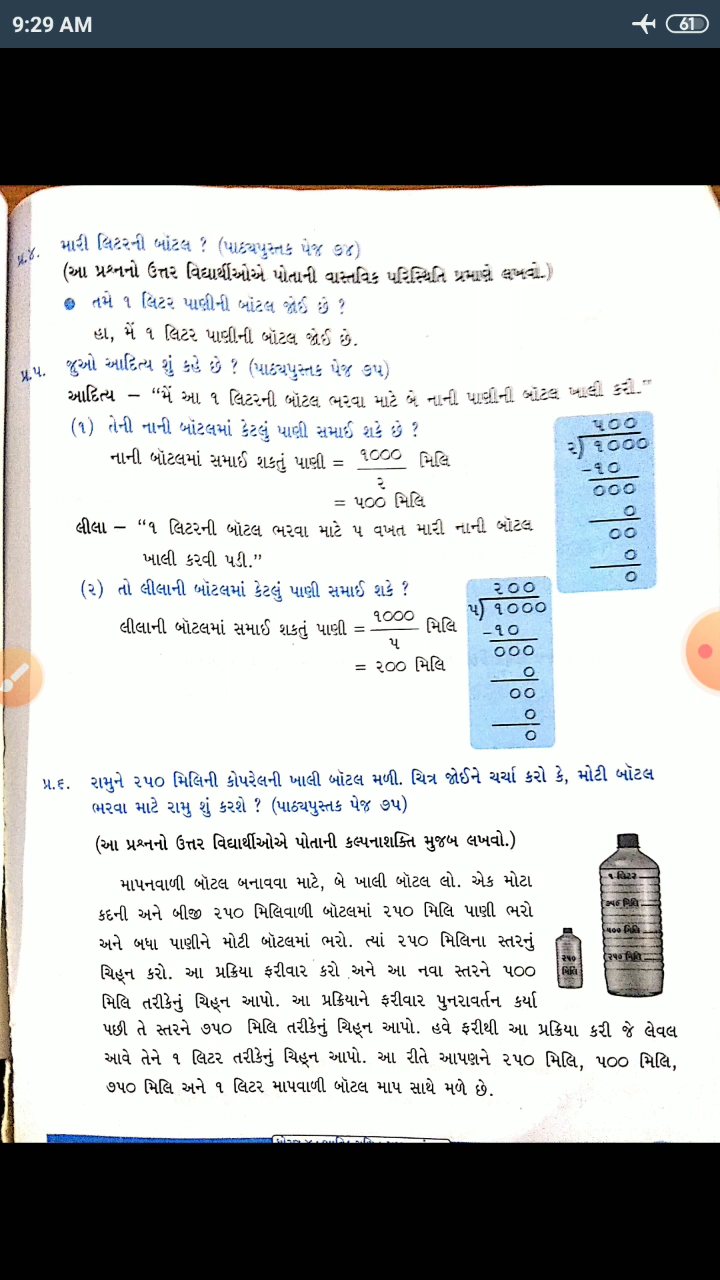 9:29 AM
61
પ્ર.૪. મારી લિટરની બૉટલ ? (પાઠ્યપુસ્તક પેજ ૭૪)
(આ પ્રશ્નનો ઉત્તર વિદ્યાર્થીઓએ પોતાની વાસ્તવિક પરિસ્થિતિ પ્રમાણે લખવો.)
● તમે ૧ લિટર પાણીની બૉટલ જોઈ છે ?
હા, મેં ૧ લિટર પાણીની બૉટલ જોઈ છે.
પ્ર.૫. જુઓ આદિત્ય શું કહે છે ? (પાઠ્યપુસ્તક પેજ ૭૫)
આદિત્ય – “મેં આ ૧ લિટરની બૉટલ ભરવા માટે બે નાની પાણીની બૉટલ ખાલી કરી.”
(૧) તેની નાની બૉટલમાં કેટલું પાણી સમાઈ શકે છે ?
નાની બૉટલમાં સમાઈ શકતું પાણી = ૧૦૦૦/૨ મિલિ
= ૫૦૦ મિલિ
૫૦૦
૨) ૧૦૦૦
–૧૦
૦૦૦
૦
૦૦
૦
૦
લીલા – “૧ લિટરની બૉટલ ભરવા માટે ૫ વખત મારી નાની બૉટલ
ખાલી કરવી પડી.”
(૨) તો લીલાની બૉટલમાં કેટલું પાણી સમાઈ શકે ?
લીલાની બૉટલમાં સમાઈ શકતું પાણી = ૧૦૦૦/૫ મિલિ
= ૨૦૦ મિલિ
૨૦૦
૫) ૧૦૦૦
–૧૦
૦૦૦
૦
૦૦
૦
૦
પ્ર.૬. રામુને ૨૫૦ મિલિની કોપરેલની ખાલી બૉટલ મળી. ચિત્ર જોઈને ચર્ચા કરો કે, મોટી બૉટલ
ભરવા માટે રામુ શું કરશે ? (પાઠ્યપુસ્તક પેજ ૭૫)
(આ પ્રશ્નનો ઉત્તર વિદ્યાર્થીઓએ પોતાની કલ્પનાશક્તિ મુજબ લખવો.)
માપનવાળી બૉટલ બનાવવા માટે, બે ખાલી બૉટલ લો. એક મોટા
કદની અને બીજી ૨૫૦ મિલિવાળી બૉટલમાં ૨૫૦ મિલિ પાણી ભરો
અને બધા પાણીને મોટી બૉટલમાં ભરો. ત્યાં ૨૫૦ મિલિના સ્તરનું
ચિહ્ન કરો. આ પ્રક્રિયા ફરીવાર કરો અને આ નવા સ્તરને ૫૦૦
મિલિ તરીકેનું ચિહ્ન આપો. આ પ્રક્રિયાને ફરીવાર પુનરાવર્તન કર્યા
પછી તે સ્તરને ૭૫૦ મિલિ તરીકેનું ચિહ્ન આપો. હવે ફરીથી આ પ્રક્રિયા કરી જે લેવલ
આવે તેને ૧ લિટર તરીકેનું ચિહ્ન આપો. આ રીતે આપણને ૨૫૦ મિલિ, ૫૦૦ મિલિ,
૭૫૦ મિલિ અને ૧ લિટર માપવાળી બૉટલ માપ સાથે મળે છે.
૧ લિટર
૭૫૦ મિલિ
૫૦૦ મિલિ
૨૫૦ મિલિ
૨૫૦
મિલિ